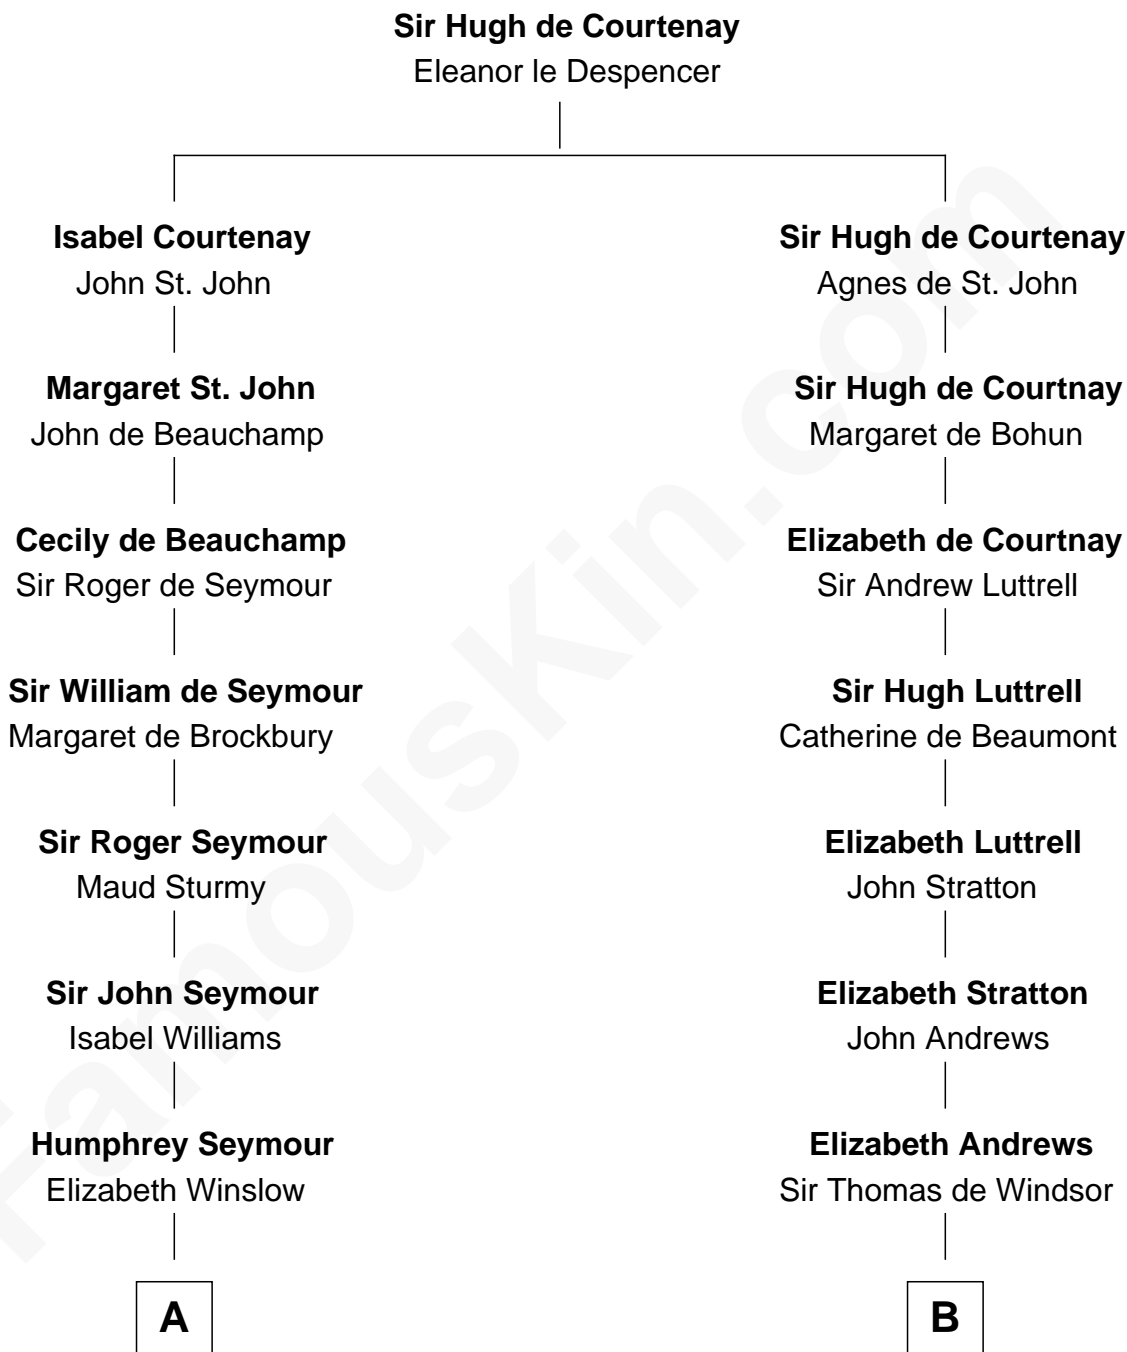 Sir Hugh de Courtenay
Eleanor le Despencer
Isabel Courtenay
John St. John
Sir Hugh de Courtenay
Agnes de St. John
Margaret St. John
John de Beauchamp
Sir Hugh de Courtnay
Margaret de Bohun
Cecily de Beauchamp
Sir Roger de Seymour
Elizabeth de Courtnay
Sir Andrew Luttrell
Sir William de Seymour
Margaret de Brockbury
Sir Hugh Luttrell
Catherine de Beaumont
Sir Roger Seymour
Maud Sturmy
Elizabeth Luttrell
John Stratton
Sir John Seymour
Isabel Williams
Elizabeth Stratton
John Andrews
Humphrey Seymour
Elizabeth Winslow
Elizabeth Andrews
Sir Thomas de Windsor
A
B
FamousKin.com